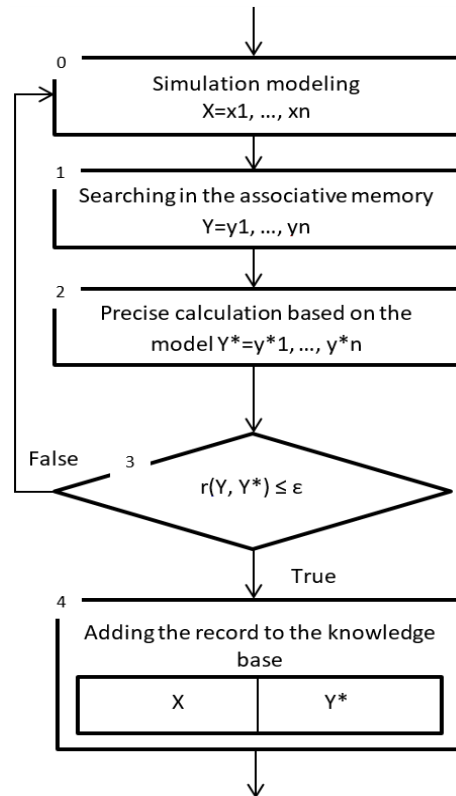 0
Simulation modeling
X=x1, ..., xn
1
Searching in the associative memory
Y=y1, ..., yn
2
Precise calculation based on the
model Y*=y*1, ..., y*n
False
3
r(Y, Y*) ≤ ε
True
4
Adding the record to the knowledge
base
X Y*